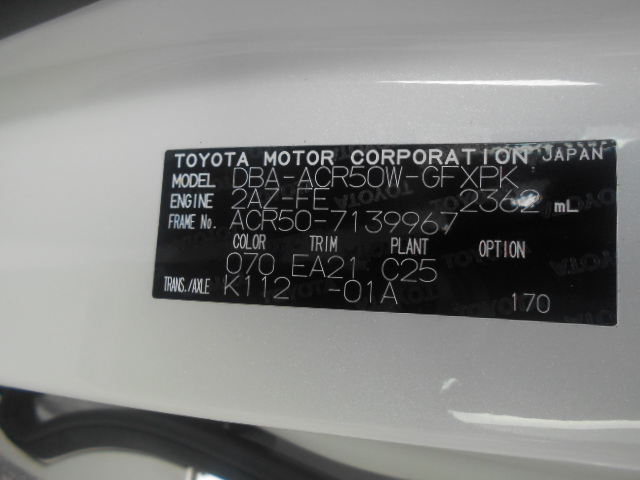 TOYOTA MOTOR CORPORATION JAPAN
MODEL DBA-ACR50W-GFXPK
ENGINE 2AZ-FE 2362 mL
FRAME No. ACR50-7139967
COLOR TRIM PLANT OPTION
070 EA21 C25
TRANS./AXLE K112 -01A
170